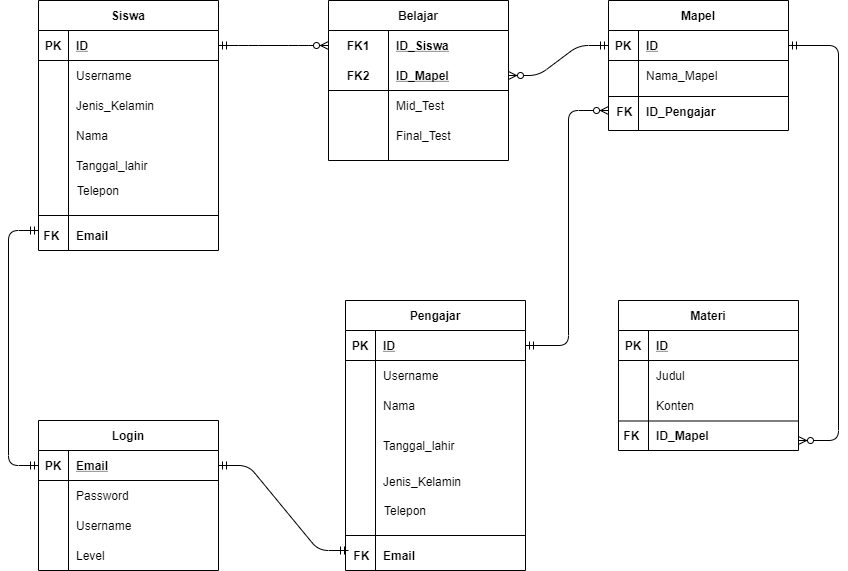 Siswa
PK ID
Username
Jenis_Kelamin
Nama
Tanggal_lahir
Telepon
FK Email
Belajar
FK1 ID_Siswa
FK2 ID_Mapel
Mid_Test
Final_Test
Mapel
PK ID
Nama_Mapel
FK ID_Pengajar
Login
PK Email
Password
Username
Level
Pengajar
PK ID
Username
Nama
Tanggal_lahir
Jenis_Kelamin
Telepon
FK Email
Materi
PK ID
Judul
Konten
FK ID_Mapel